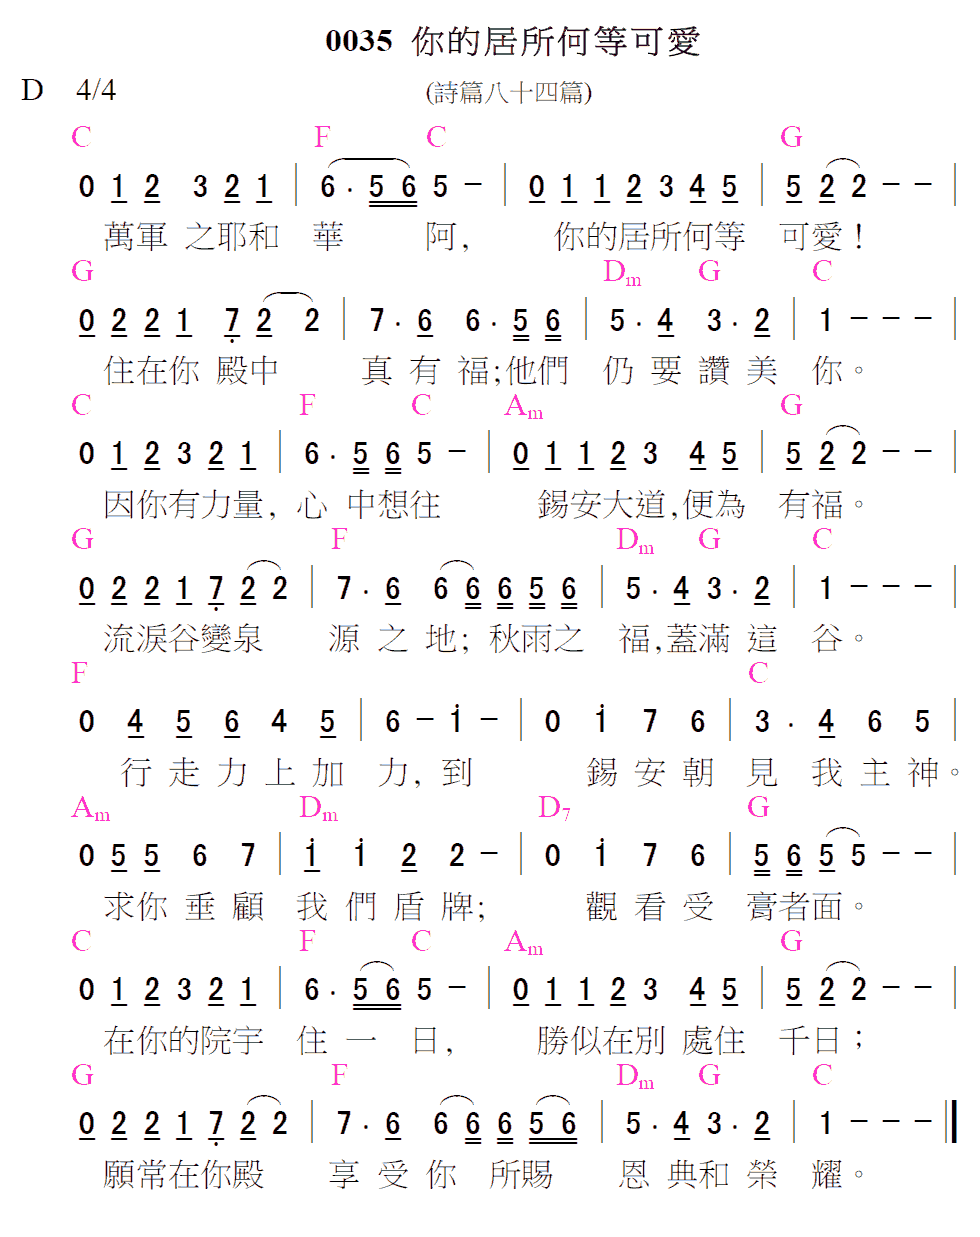 0035 你的居所何等可愛
D 4/4 (詩篇八十四篇)
C F C G
0 1 2 3 2 1 | 6 . 5 6 5 – | 0 1 1 2 3 4 5 | 5 2 2 – – |
萬軍 之耶和 華 阿, 你的居所何等 可愛！
G Dm G C
0 2 2 1 7 2 2 | 7 . 6 6 . 5 6 | 5 . 4 3 . 2 | 1 – – – |
住在你 殿中 真 有 福;他們 仍 要 讚 美 你。
C F C Am G
0 1 2 3 2 1 | 6 . 5 6 5 – | 0 1 1 2 3 4 5 | 5 2 2 – – |
因你有力量, 心 中想往 錫安大道,便為 有福。
G F Dm G C
0 2 2 1 7 2 2 | 7 . 6 6 6 6 5 6 | 5 . 4 3 . 2 | 1 – – – |
流淚谷變泉 源 之 地; 秋雨之 福,蓋滿 這 谷。
F C
0 4 5 6 4 5 | 6 – i – | 0 i 7 6 | 3 . 4 6 5 |
行 走 力 上 加 力, 到 錫 安 朝 見 我 主 神。
Am Dm D7 G
0 5 5 6 7 | i i 2 2 – | 0 i 7 6 | 5 6 5 5 – – |
求你 垂 顧 我 們 盾 牌; 觀 看 受 膏者面。
C F C Am G
0 1 2 3 2 1 | 6 . 5 6 5 – | 0 1 1 2 3 4 5 | 5 2 2 – – |
在你的院宇 住 一 日, 勝似在別 處住 千日；
G F Dm G C
0 2 2 1 7 2 2 | 7 . 6 6 6 6 5 6 | 5 . 4 3 . 2 | 1 – – – ||
願常在你殿 享 受 你 所賜 恩 典和 榮 耀。